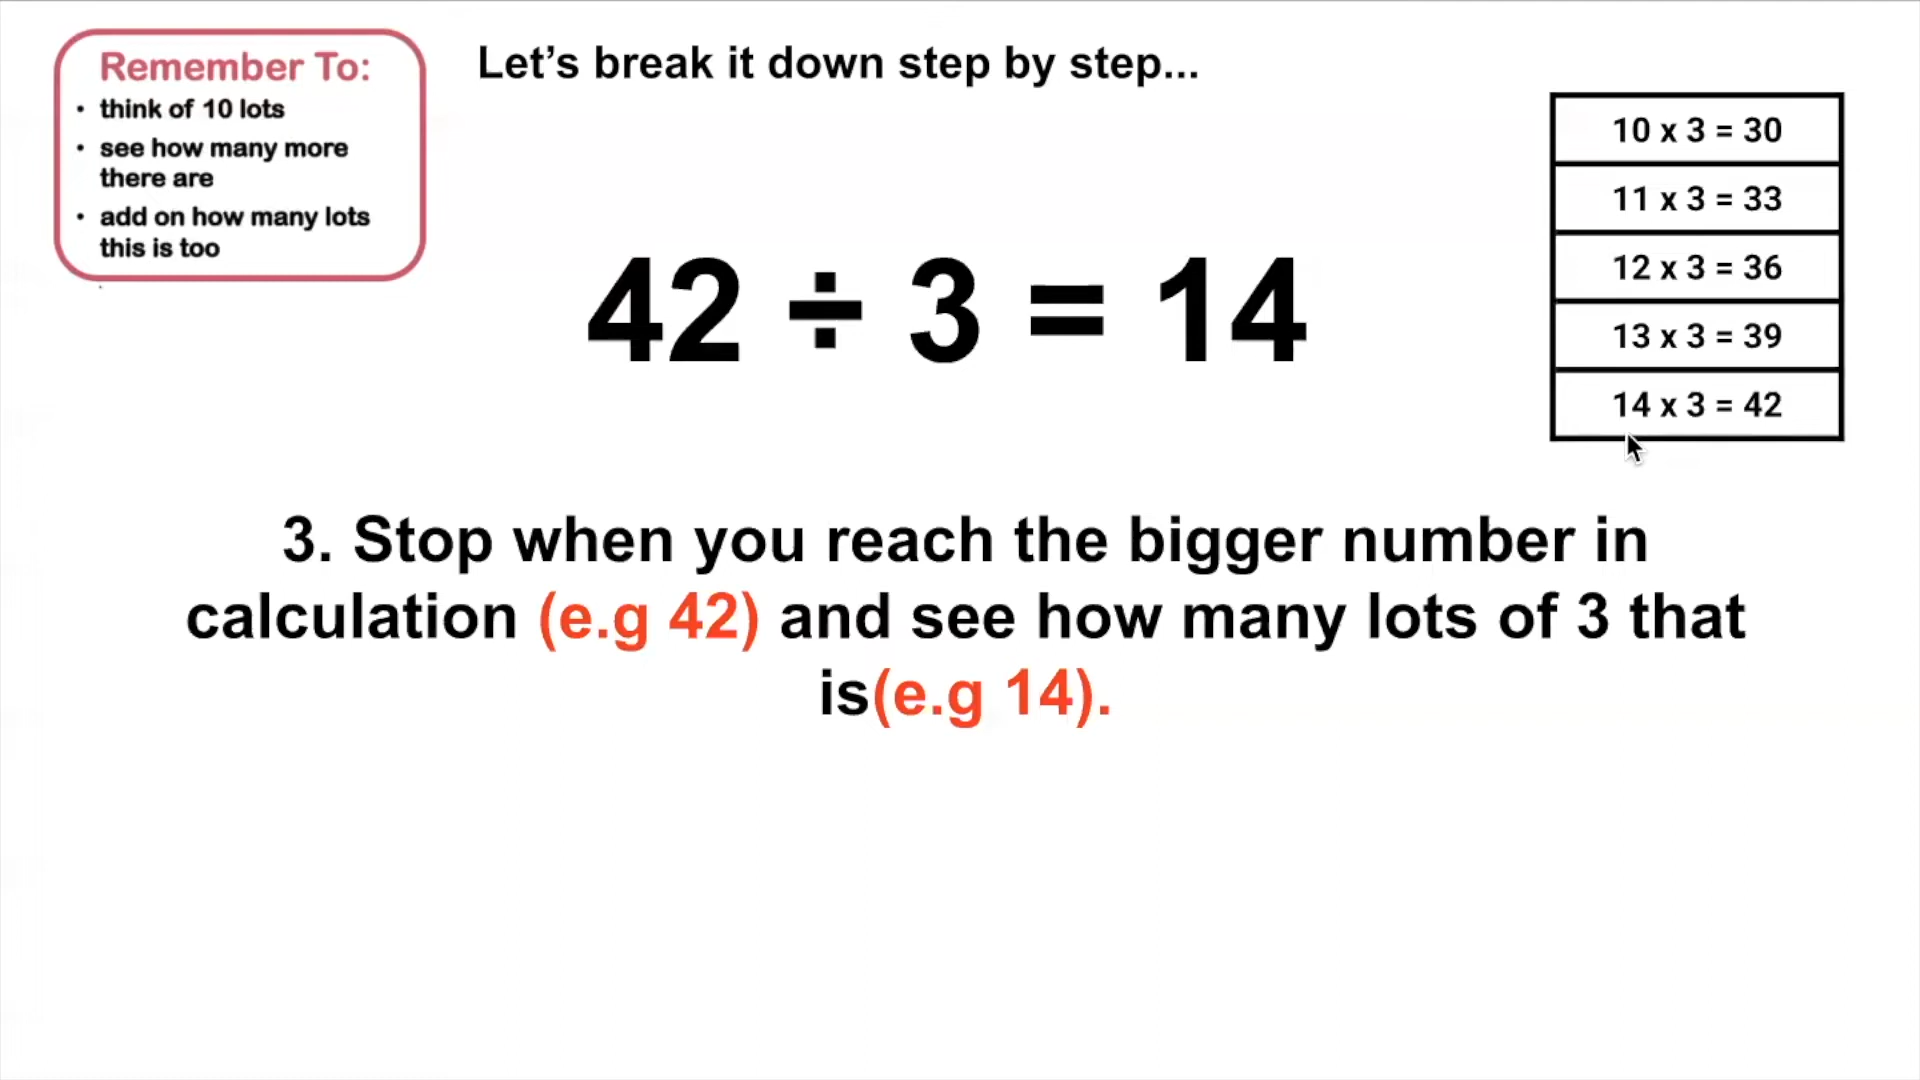 Remember To:
• think of 10 lots
• see how many more
there are
• add on how many lots
this is too
Let’s break it down step by step...
42 ÷ 3 = 14
10 x 3 = 30
11 x 3 = 33
12 x 3 = 36
13 x 3 = 39
14 x 3 = 42
3. Stop when you reach the bigger number in
calculation (e.g 42) and see how many lots of 3 that
is(e.g 14).